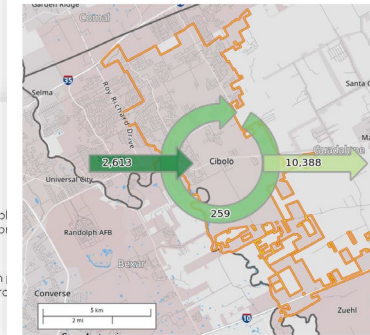 Garden Ridge
Comal
35
Selma
Roy Richard Drive
Santa C
2,613
Cibolo
10,388
Guadalupe
Ma
Universal City
259
Randolph AFB
Bexar
Converse
5 km
2 mi
10
Zuehl